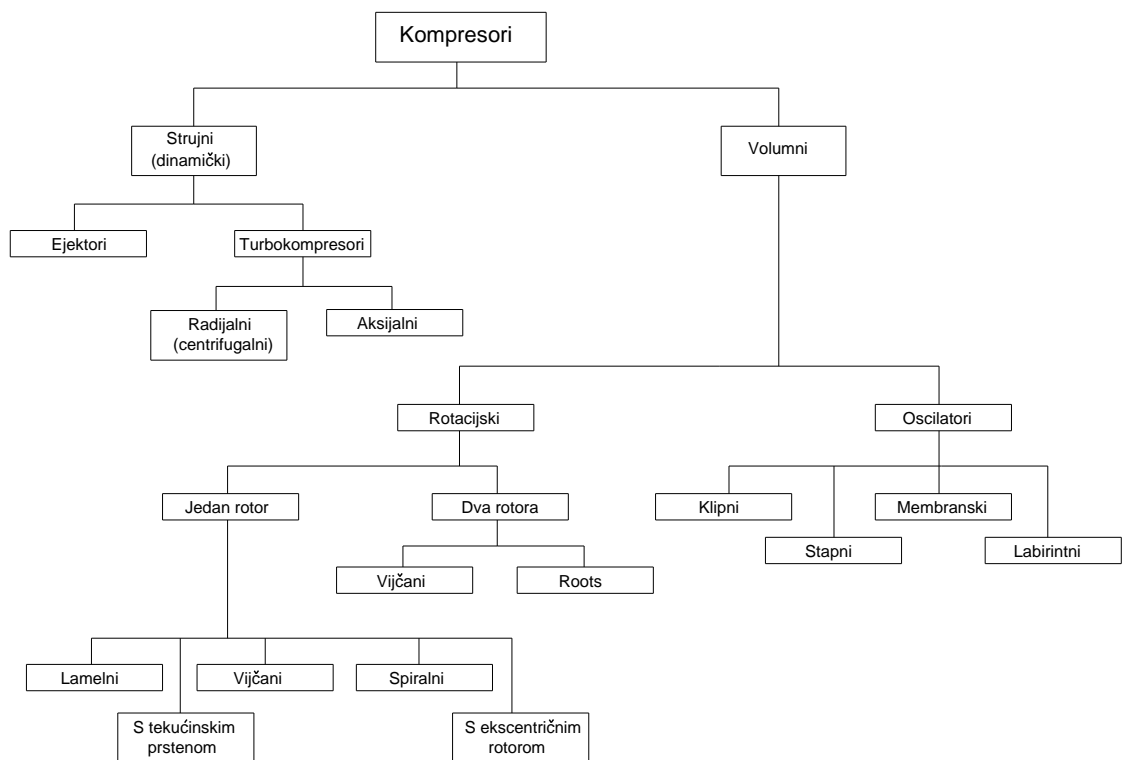 Kompresori
Strujni
(dinamički)
Volumni
Ejektori
Turbokompresori
Radijalni
(centrifugalni)
Aksijalni
Rotacijski
Oscilatori
Jedan rotor
Dva rotora
Klipni
Membranski
Stapni
Labirintni
Vijčani
Roots
Lamelni
Vijčani
Spiralni
S tekućinskim
prstenom
S ekscentričnim
rotorom